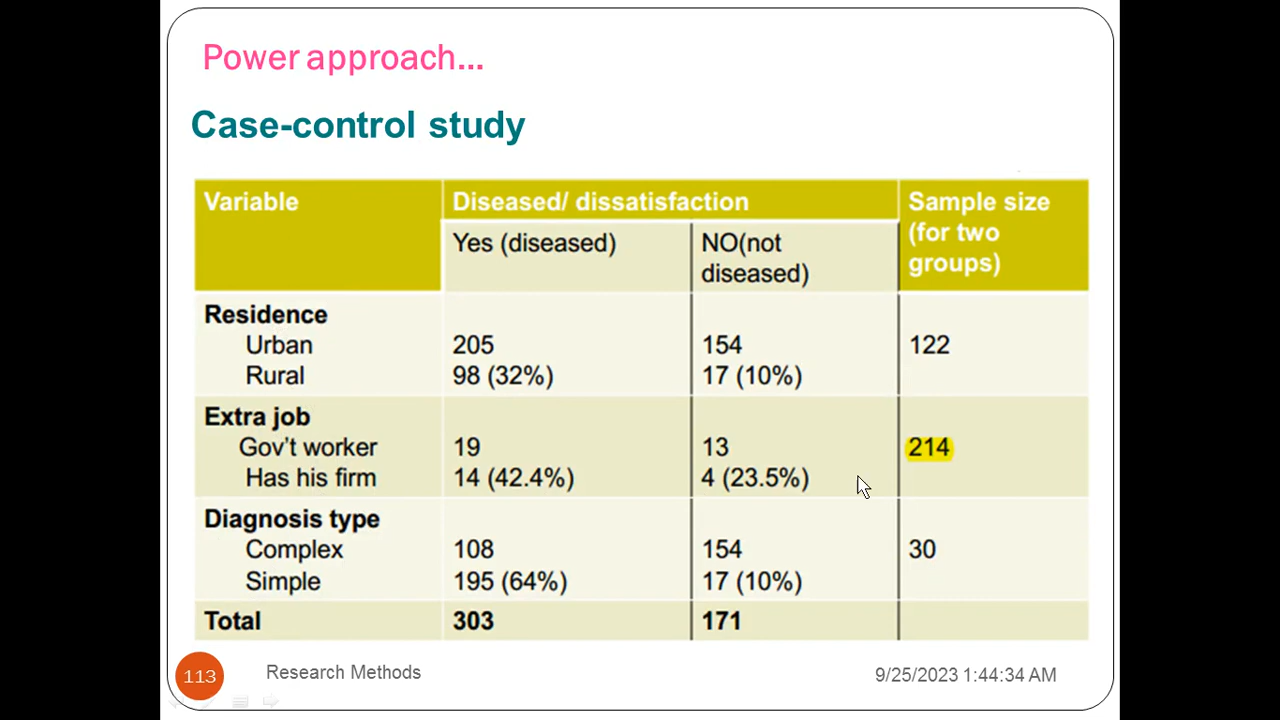 Power approach...
Case-control study
Variable
Diseased/ dissatisfaction
Sample size
(for two
groups)
Yes (diseased)
NO(not
diseased)
Residence
Urban 205 154 122
Rural 98 (32%) 17 (10%)
Extra job
Gov't worker 19 13 214
Has his firm 14 (42.4%) 4 (23.5%)
Diagnosis type
Complex 108 154 30
Simple 195 (64%) 17 (10%)
Total 303 171
113 Research Methods 9/25/2023 1:44:34 AM